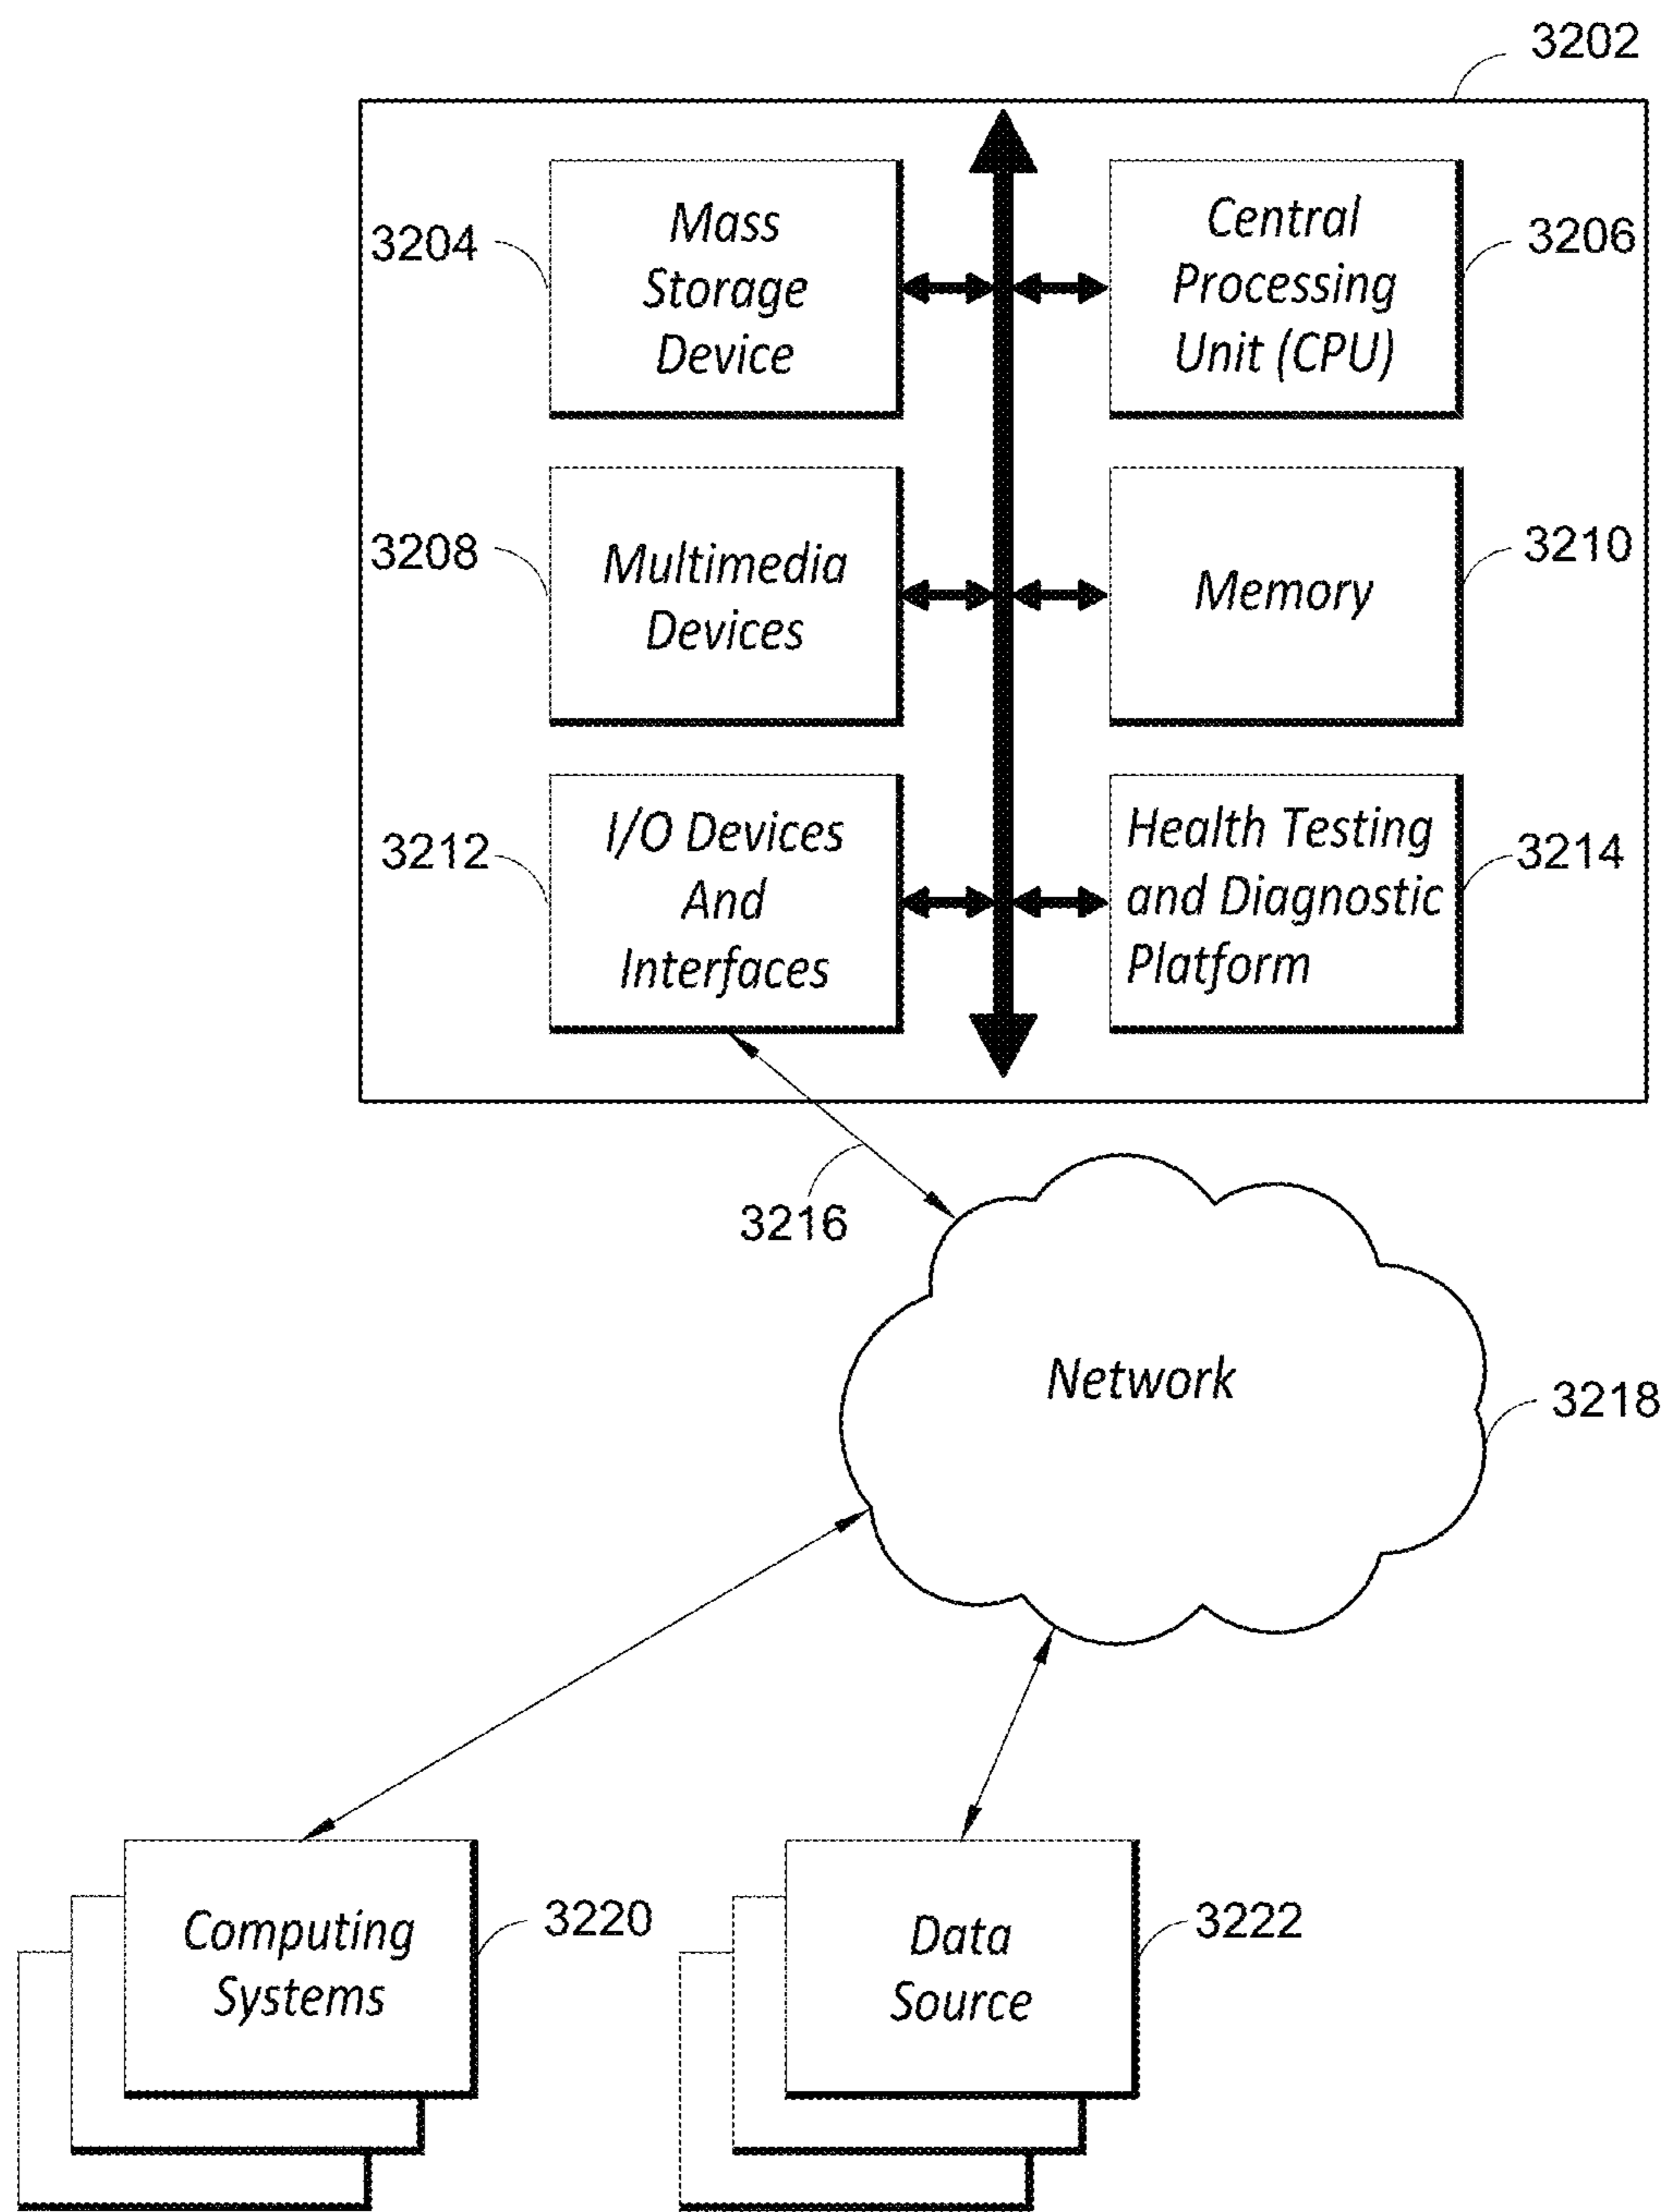 3202
Mass
Storage
Device
3204
Central
Processing
Unit (CPU)
3206
Multimedia
Devices
3208
Memory
3210
I/O Devices
And
Interfaces
3212
Health Testing
and Diagnostic
Platform
3214
3216
Network
3218
Computing
Systems
3220
Data
Source
3222